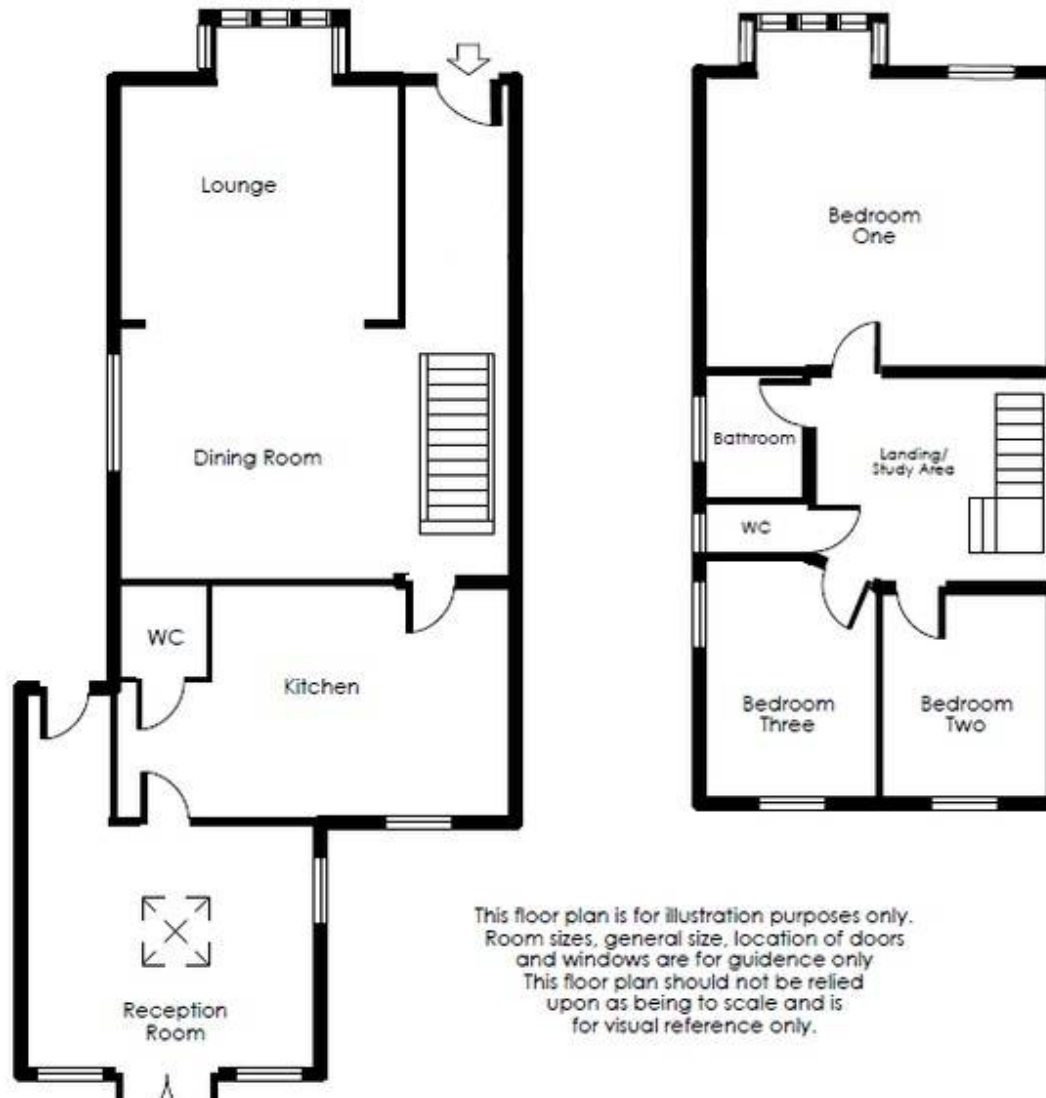 Lounge
Dining Room
WC
Kitchen
Reception
Room
Bedroom
One
Bathroom
Landing/
Study Area
WC
Bedroom
Three
Bedroom
Two
This floor plan is for illustration purposes only.
Room sizes, general size, location of doors
and windows are for guidence only
This floor plan should not be relied
upon as being to scale and is
for visual reference only.